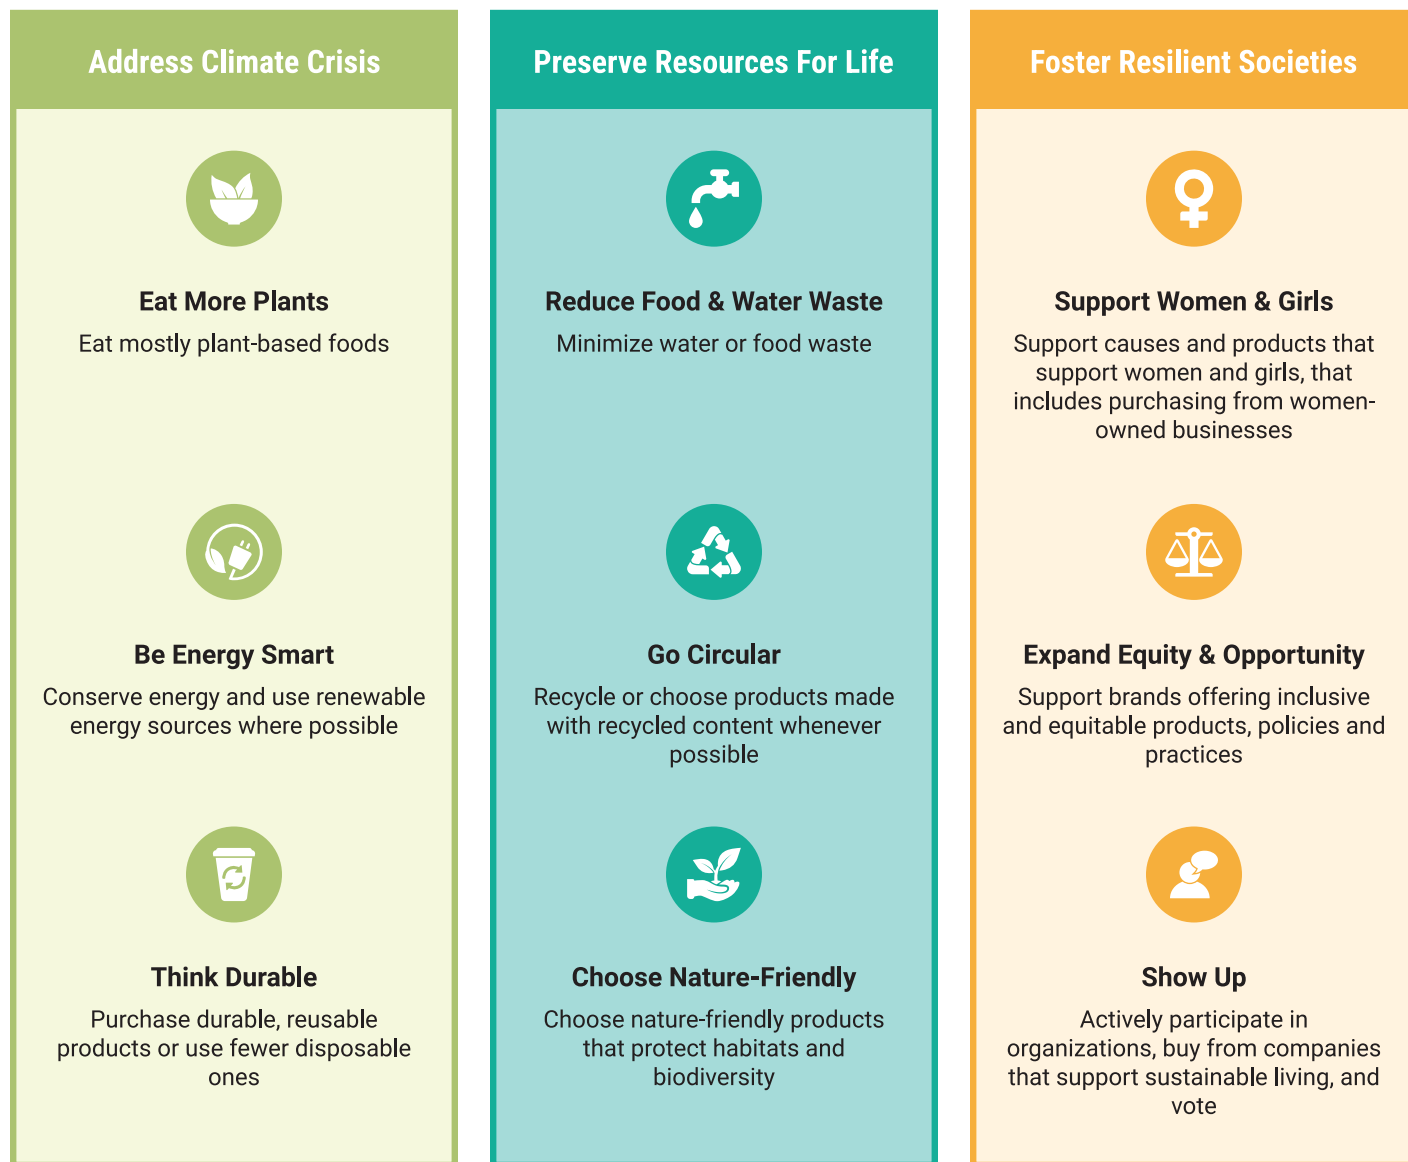 Address Climate Crisis
Eat More Plants
Eat mostly plant-based foods
Be Energy Smart
Conserve energy and use renewable
energy sources where possible
Think Durable
Purchase durable, reusable
products or use fewer disposable
ones
Preserve Resources For Life
Reduce Food & Water Waste
Minimize water or food waste
Go Circular
Recycle or choose products made
with recycled content whenever
possible
Choose Nature-Friendly
Choose nature-friendly products
that protect habitats and
biodiversity
Foster Resilient Societies
Support Women & Girls
Support causes and products that
support women and girls, that
includes purchasing from women-
owned businesses
Expand Equity & Opportunity
Support brands offering inclusive
and equitable products, policies and
practices
Show Up
Actively participate in
organizations, buy from companies
that support sustainable living, and
vote